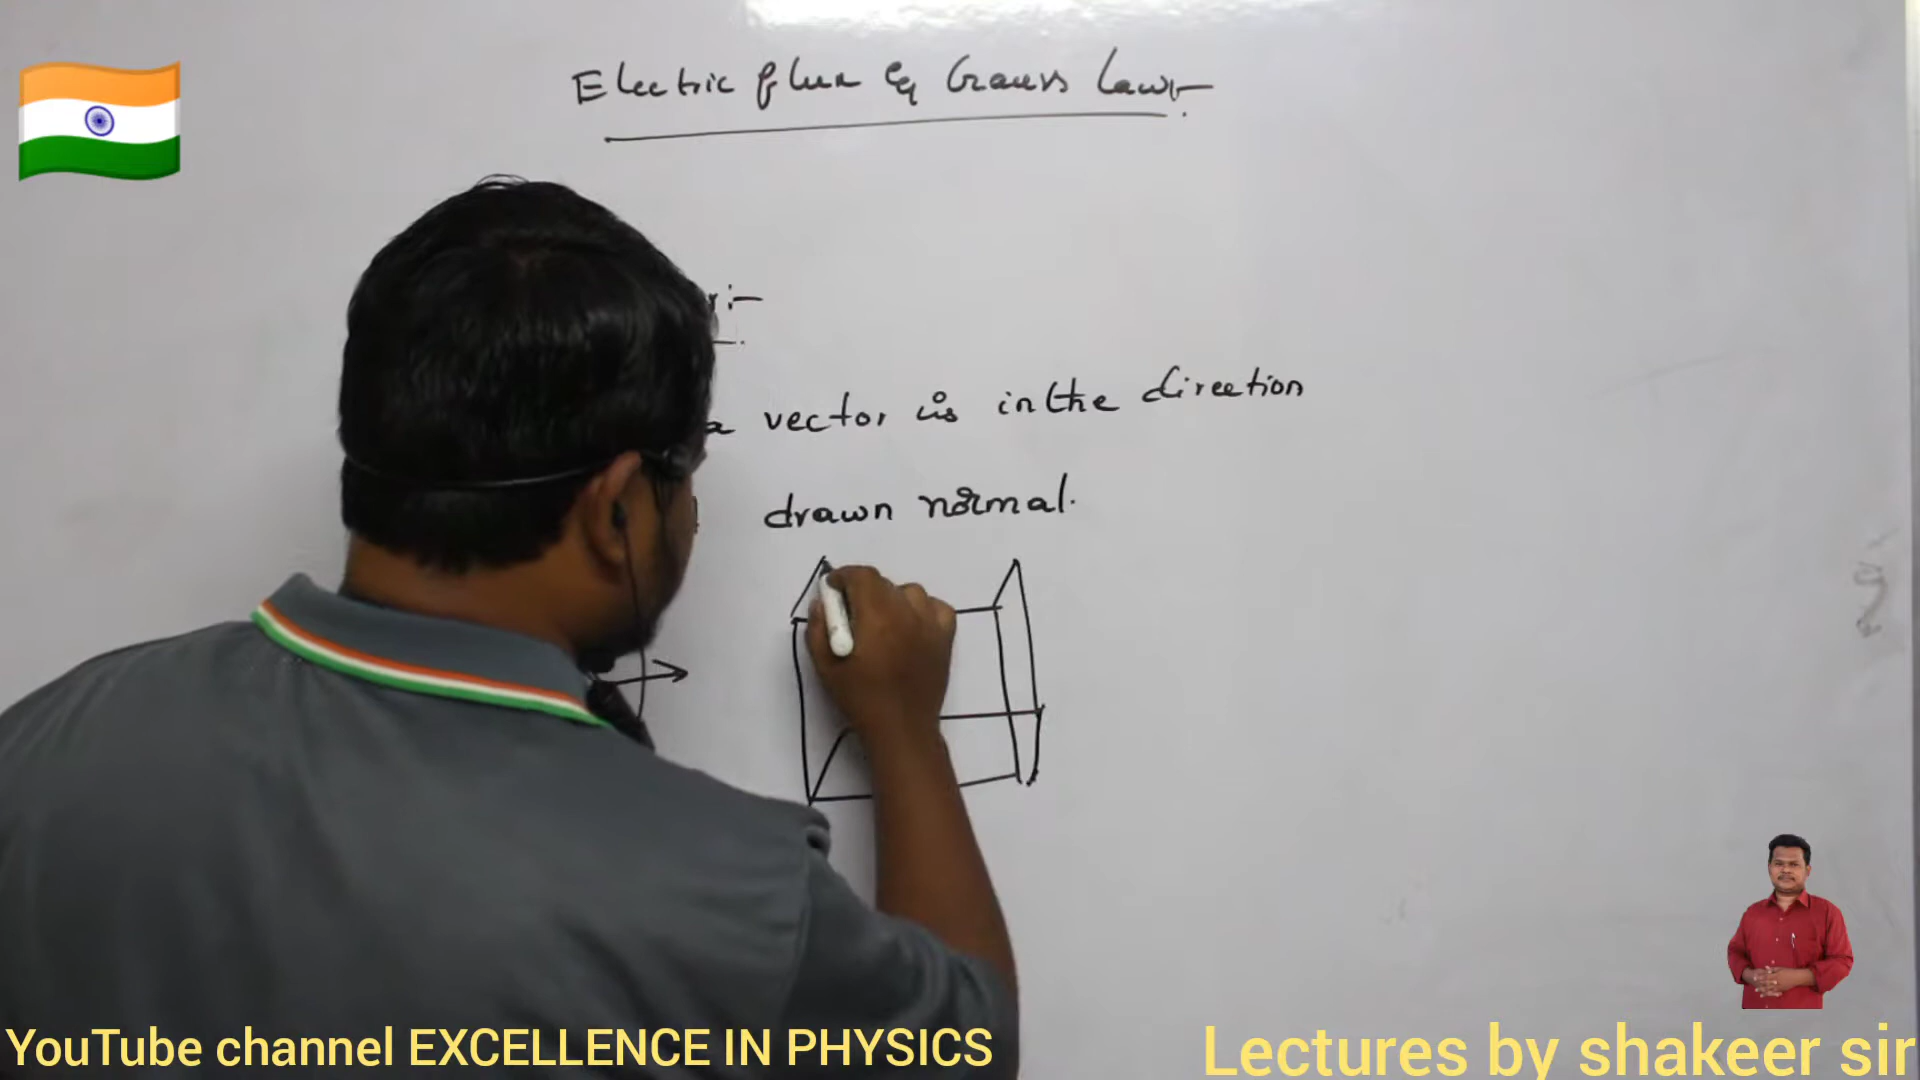 Electric flux & Gauss Law:-
r:-
a vector is in the direction
drawn normal.
YouTube channel EXCELLENCE IN PHYSICS
Lectures by shakeer sir